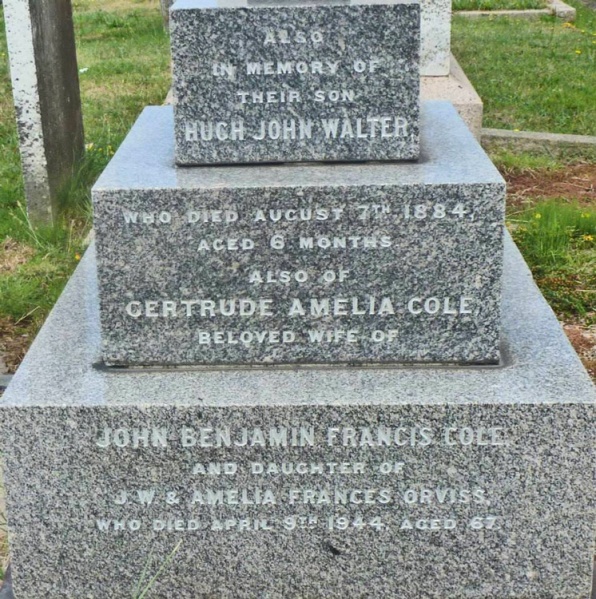 ALSO
IN MEMORY OF
THEIR SON
HUGH JOHN WALTER,
WHO DIED AUGUST 7TH 1884,
AGED 6 MONTHS
ALSO OF
GERTRUDE AMELIA COLE,
BELOVED WIFE OF
JOHN BENJAMIN FRANCIS COLE,
AND DAUGHTER OF
J.W & AMELIA FRANCES ORVISS,
WHO DIED APRIL 9TH 1944, AGED 67